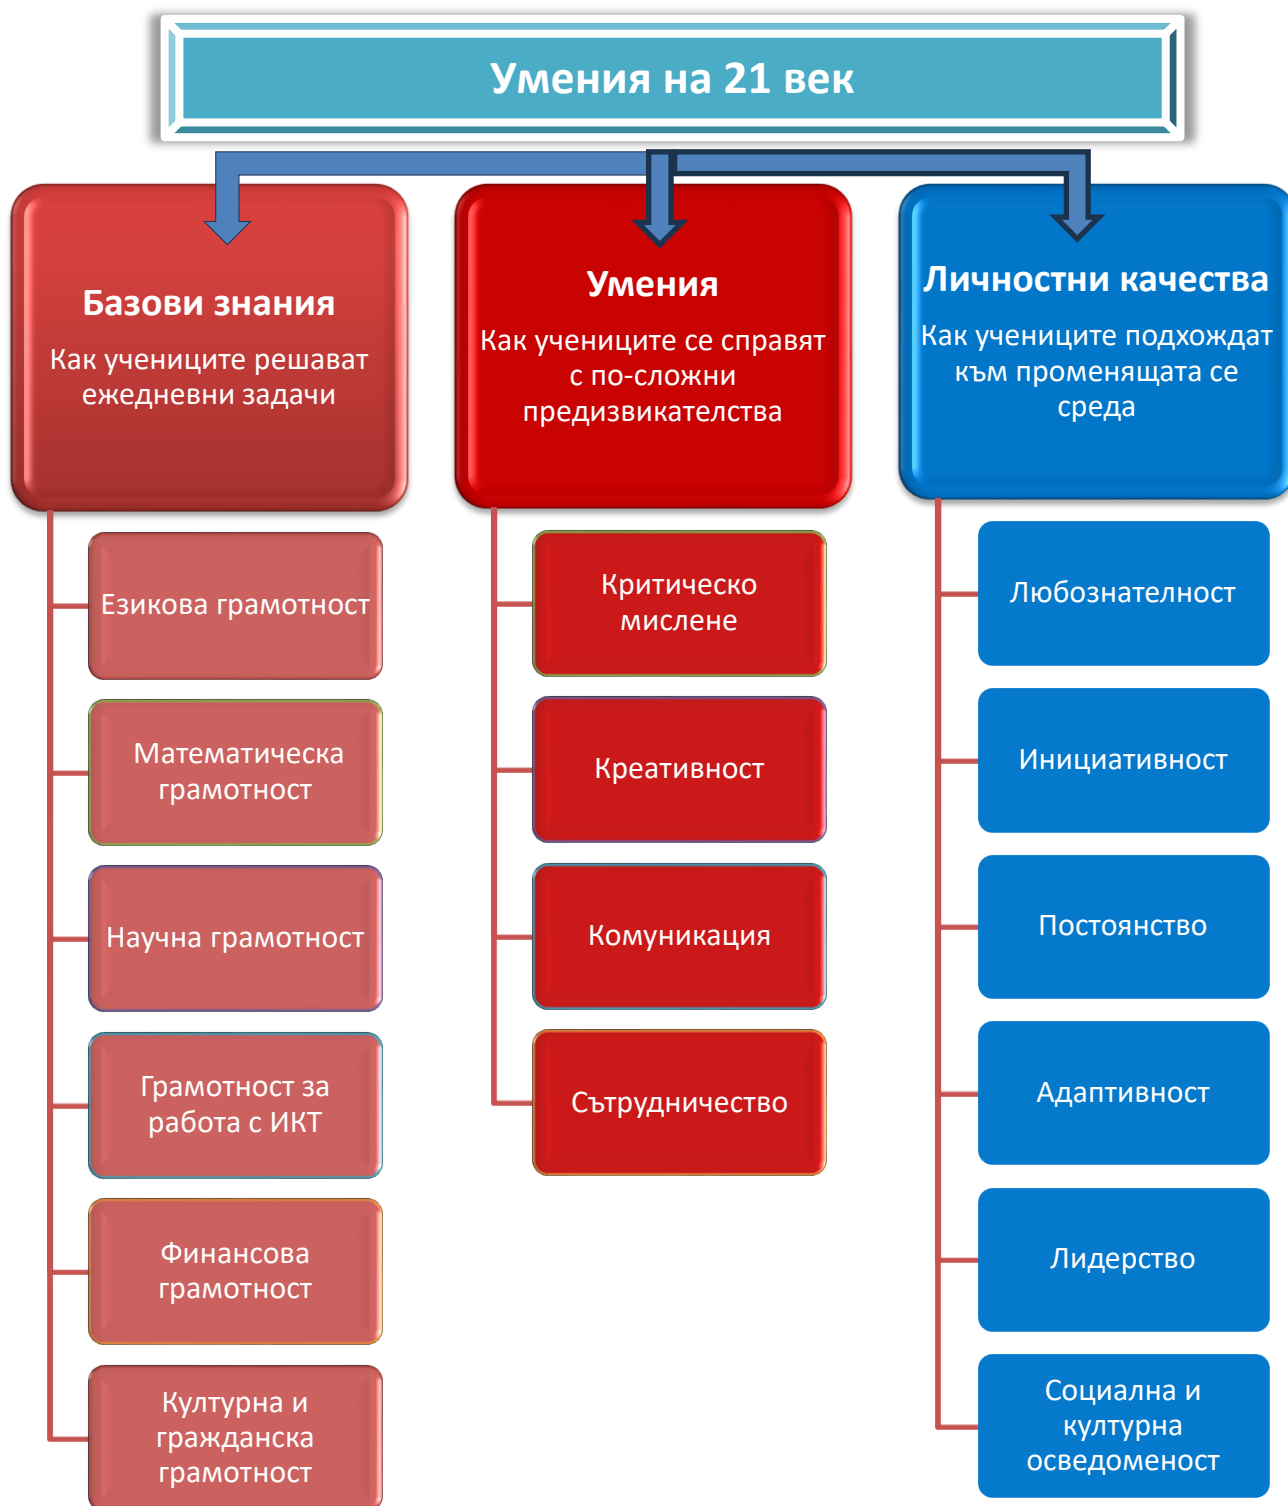 Умения на 21 век
Базови знания
Как учениците решават
ежедневни задачи
Езикова грамотност
Математическа
грамотност
Научна грамотност
Грамотност за
работа с ИКТ
Финансова
грамотност
Културна и
гражданска
грамотност
Умения
Как учениците се справят
с по-сложни
предизвикателства
Критическо
мислене
Креативност
Комуникация
Сътрудничество
Личностни качества
Как учениците подхождат
към променящата се
среда
Любознателност
Инициативност
Постоянство
Адаптивност
Лидерство
Социална и
културна
осведоменост